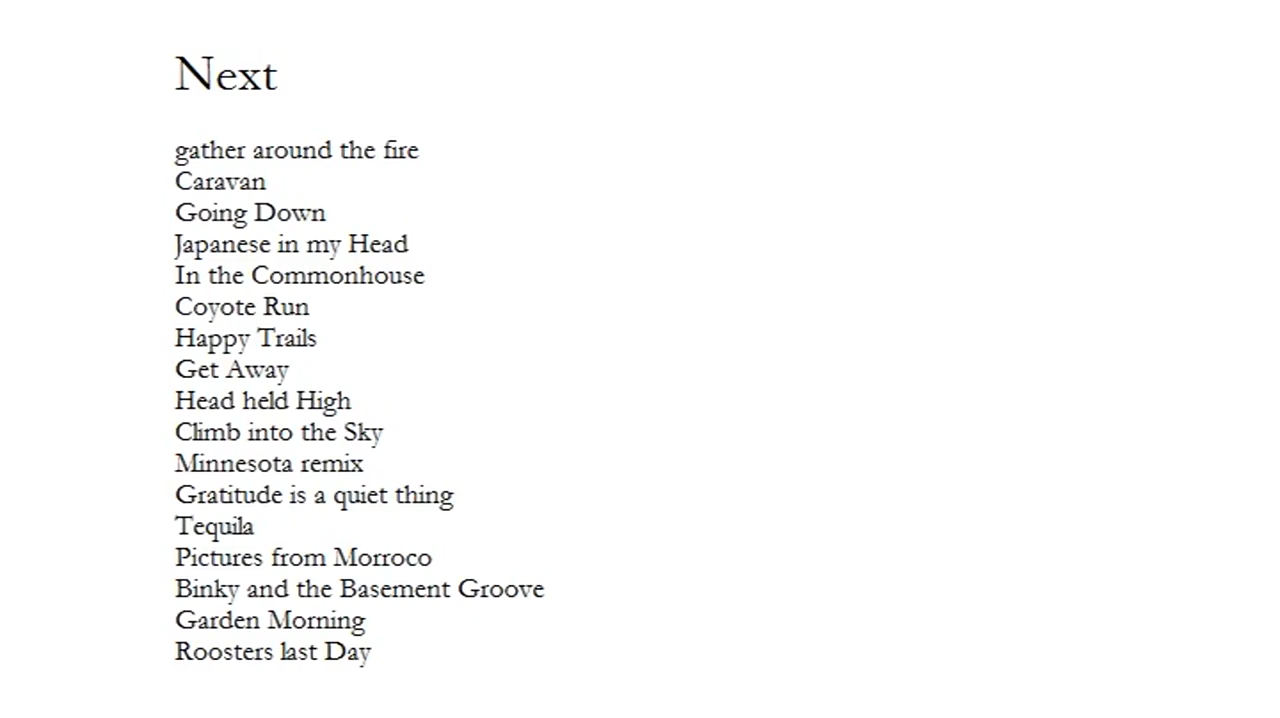 Next
gather around the fire
Caravan
Going Down
Japanese in my Head
In the Commonhouse
Coyote Run
Happy Trails
Get Away
Head held High
Climb into the Sky
Minnesota remix
Gratitude is a quiet thing
Tequila
Pictures from Morroco
Binky and the Basement Groove
Garden Morning
Roosters last Day